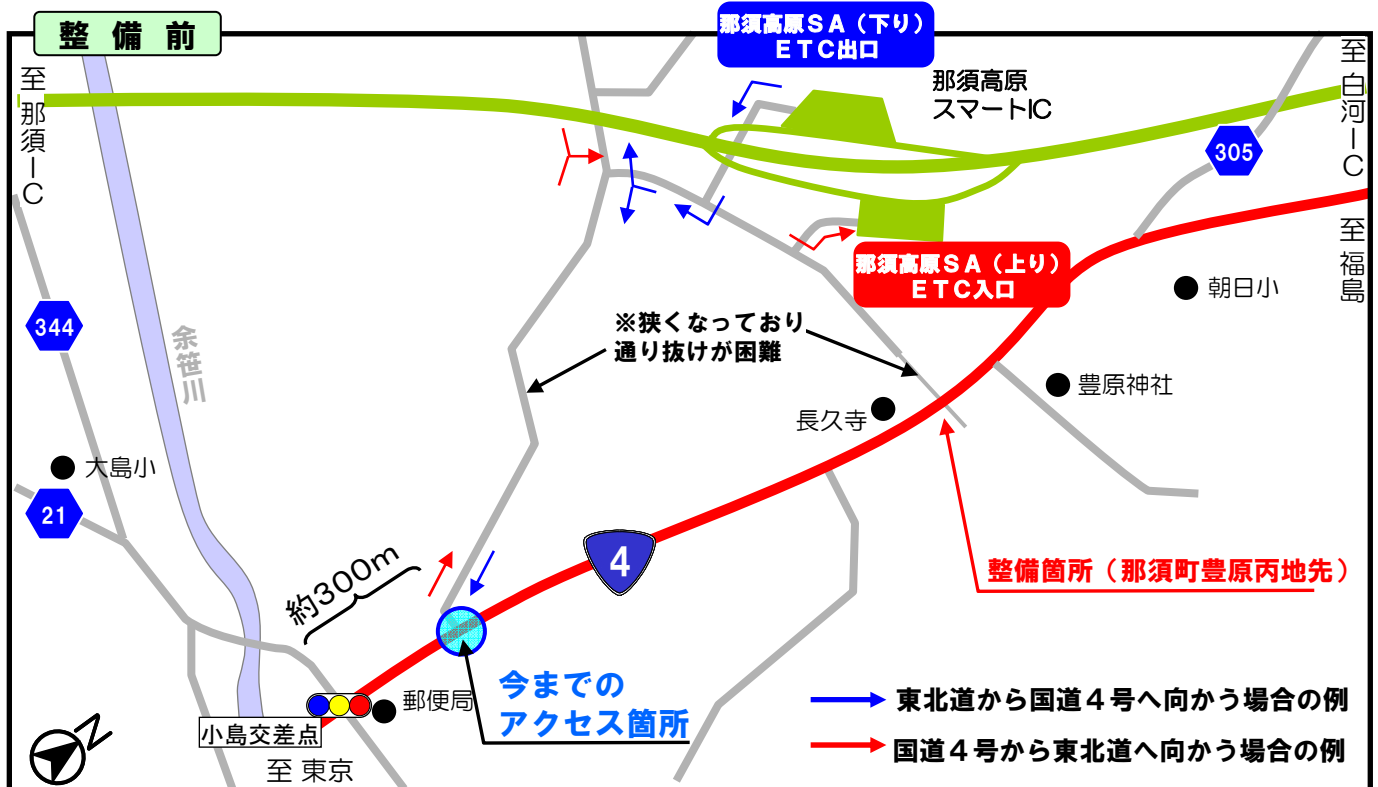 整備前
那須高原SA（下り）
ETC出口
那須高原
スマートIC
至那須IC
至白河IC
305
至福島
那須高原SA（上り）
ETC入口
朝日小
344
余笹川
※狭くなっており
通り抜けが困難
豊原神社
長久寺
大島小
21
4
約300m
整備箇所（那須町豊原丙地先）
今までの
アクセス箇所
郵便局
小島交差点
至 東京
東北道から国道４号へ向かう場合の例
国道４号から東北道へ向かう場合の例
N